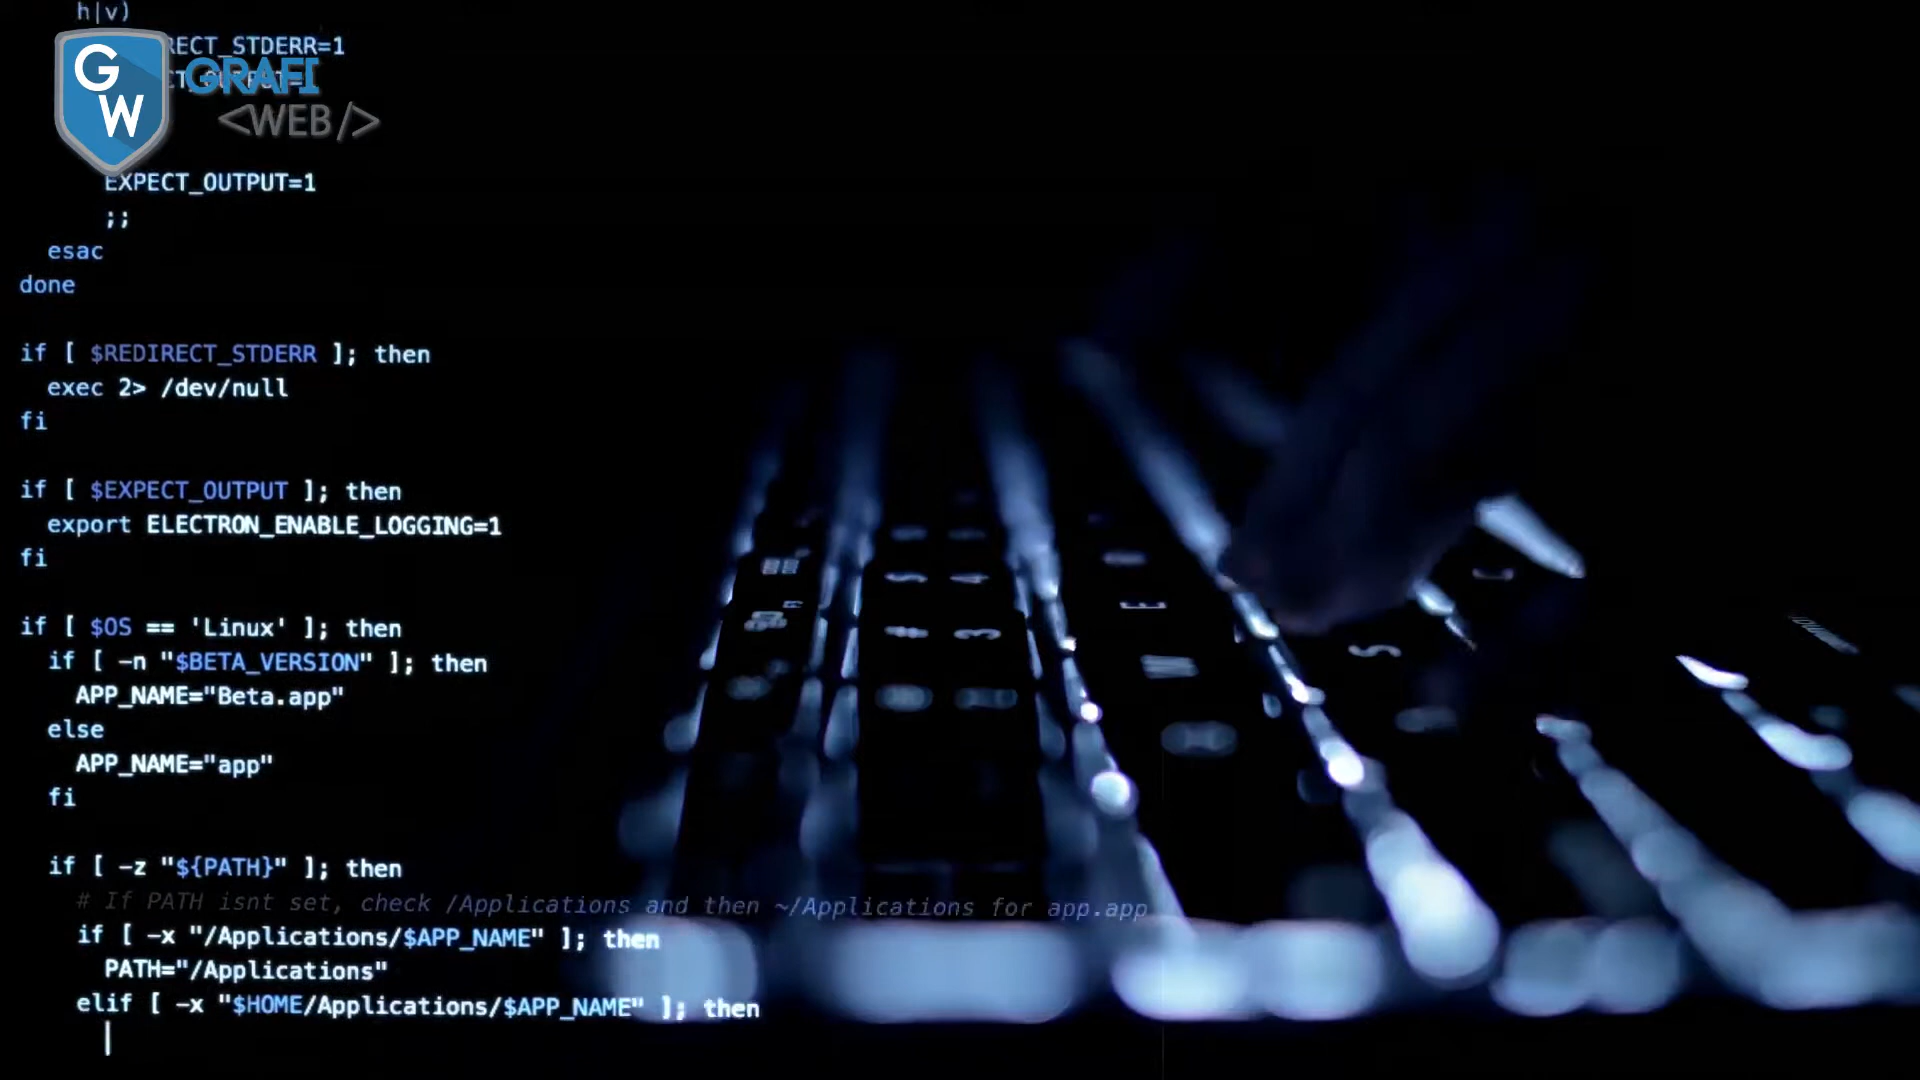 h|v)
RECT_STDERR=1
GW
GRAFI
<WEB/>
EXPECT_OUTPUT=1
;;
esac
done
if [ $REDIRECT_STDERR ]; then
exec 2> /dev/null
fi
if [ $EXPECT_OUTPUT ]; then
export ELECTRON_ENABLE_LOGGING=1
fi
if [ $OS == 'Linux' ]; then
if [ -n "$BETA_VERSION" ]; then
APP_NAME="Beta.app"
else
APP_NAME="app"
fi
if [ -z "${PATH}" ]; then
# If PATH isnt set, check /Applications and then ~/Applications for app.app
if [ -x "/Applications/$APP_NAME" ]; then
PATH="/Applications"
elif [ -x "$HOME/Applications/$APP_NAME" ]; then